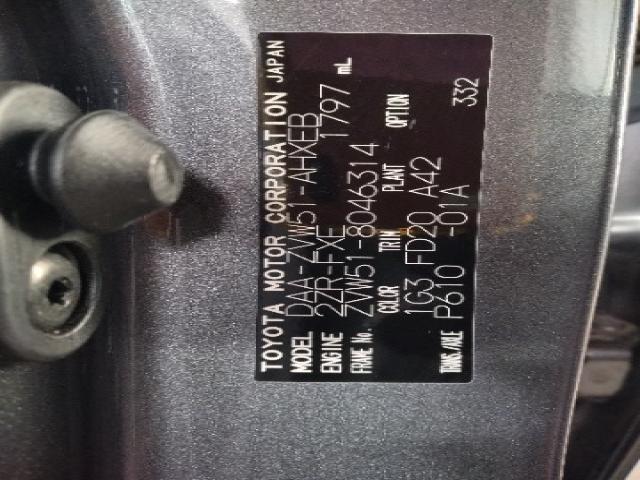 TOYOTA MOTOR CORPORATION JAPAN
MODEL DAA-ZVW51-AHXEB
ENGINE 2ZR-FXE 1797 mL
FRAME No. ZVW51-8046314
COLOR TRIM PLANT OPTION
1G3 FD20 A42
TRANS/AXLE P610 -01A 332